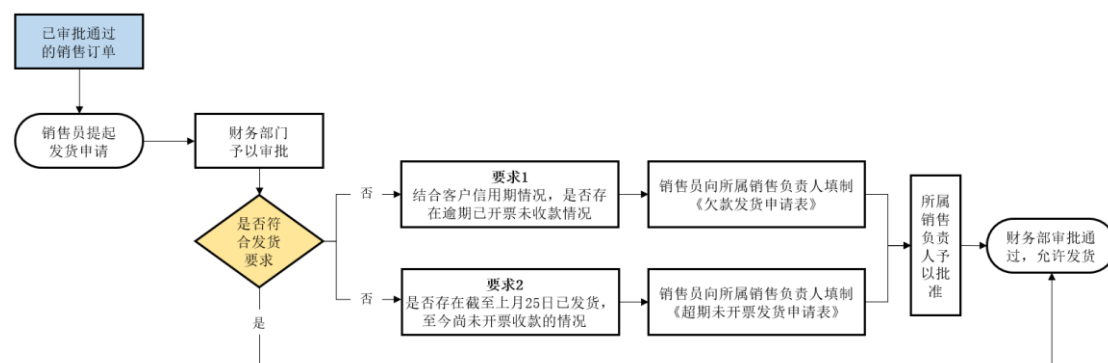 已审批通过
的销售订单
销售员提起
发货申请
财务部门
予以审批
是否符
合发货
要求
否
要求1
结合客户信用期情况，是否存
在逾期已开票未收款情况
销售员向所属销售负责人填制
《欠款发货申请表》
否
要求2
是否存在截至上月25日已发货，
至今尚未开票收款的情况
销售员向所属销售负责人填制
《超期未开票发货申请表》
所属
销售
负责
人予
以批
准
财务部审批通
过，允许发货
是